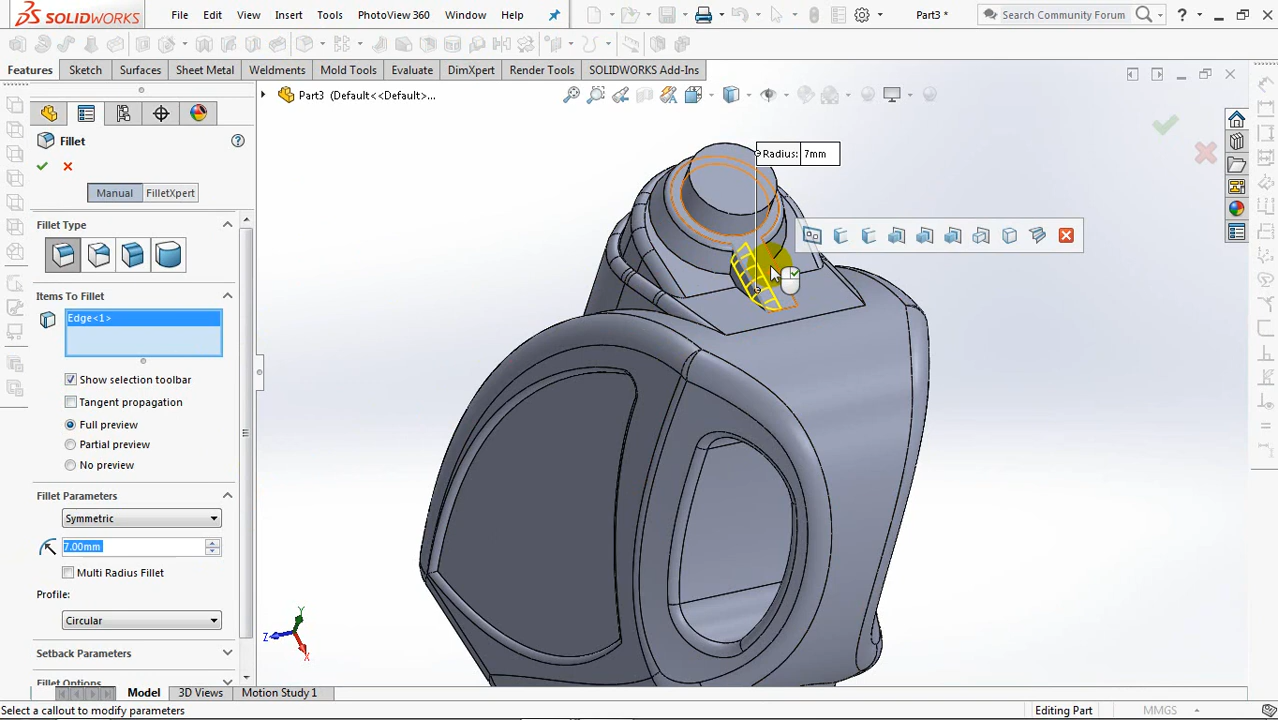 SOLIDWORKS File Edit View Insert Tools PhotoView 360 Window Help Part3 * Search Community Forum ?
Features Sketch Surfaces Sheet Metal Weldments Mold Tools Evaluate DimXpert Render Tools SOLIDWORKS Add-Ins
Part3 (Default<<Default>...
Fillet ?
Manual FilletXpert
Fillet Type
Items To Fillet
Edge<1>
Show selection toolbar
Tangent propagation
Full preview
Partial preview
No preview
Fillet Parameters
Symmetric
7.00mm
Multi Radius Fillet
Profile:
Circular
Setback Parameters
Fillet Options
Radius: 7mm
Y
Z
X
Model 3D Views Motion Study 1
Select a callout to modify parameters Editing Part MMGS